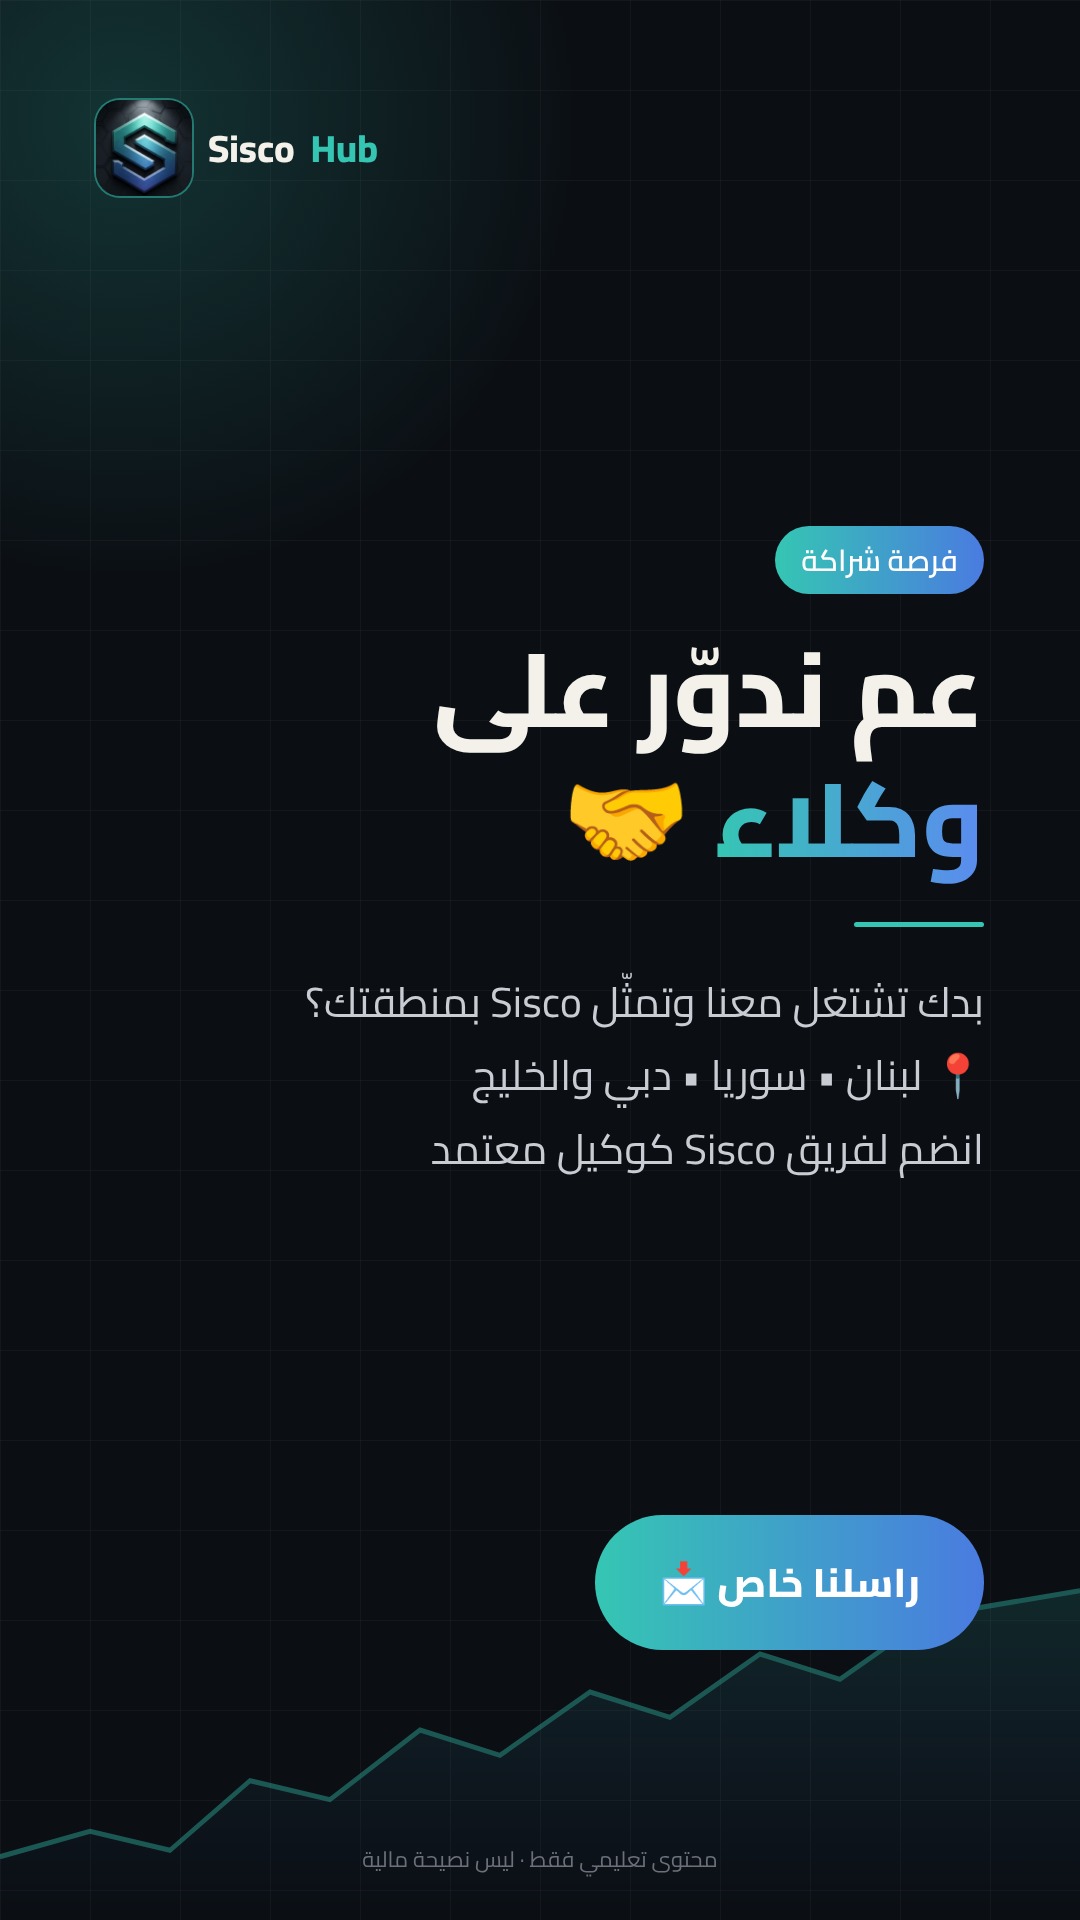 Sisco Hub
فرصة شراكة
عم ندوّر على
وكلاء 🤝
بدك تشتغل معنا وتمثّل Sisco بمنطقتك؟
📍 لبنان ▪ سوريا ▪ دبي والخليج
انضم لفريق Sisco كوكيل معتمد
راسلنا خاص 📩
محتوى تعليمي فقط · ليس نصيحة مالية